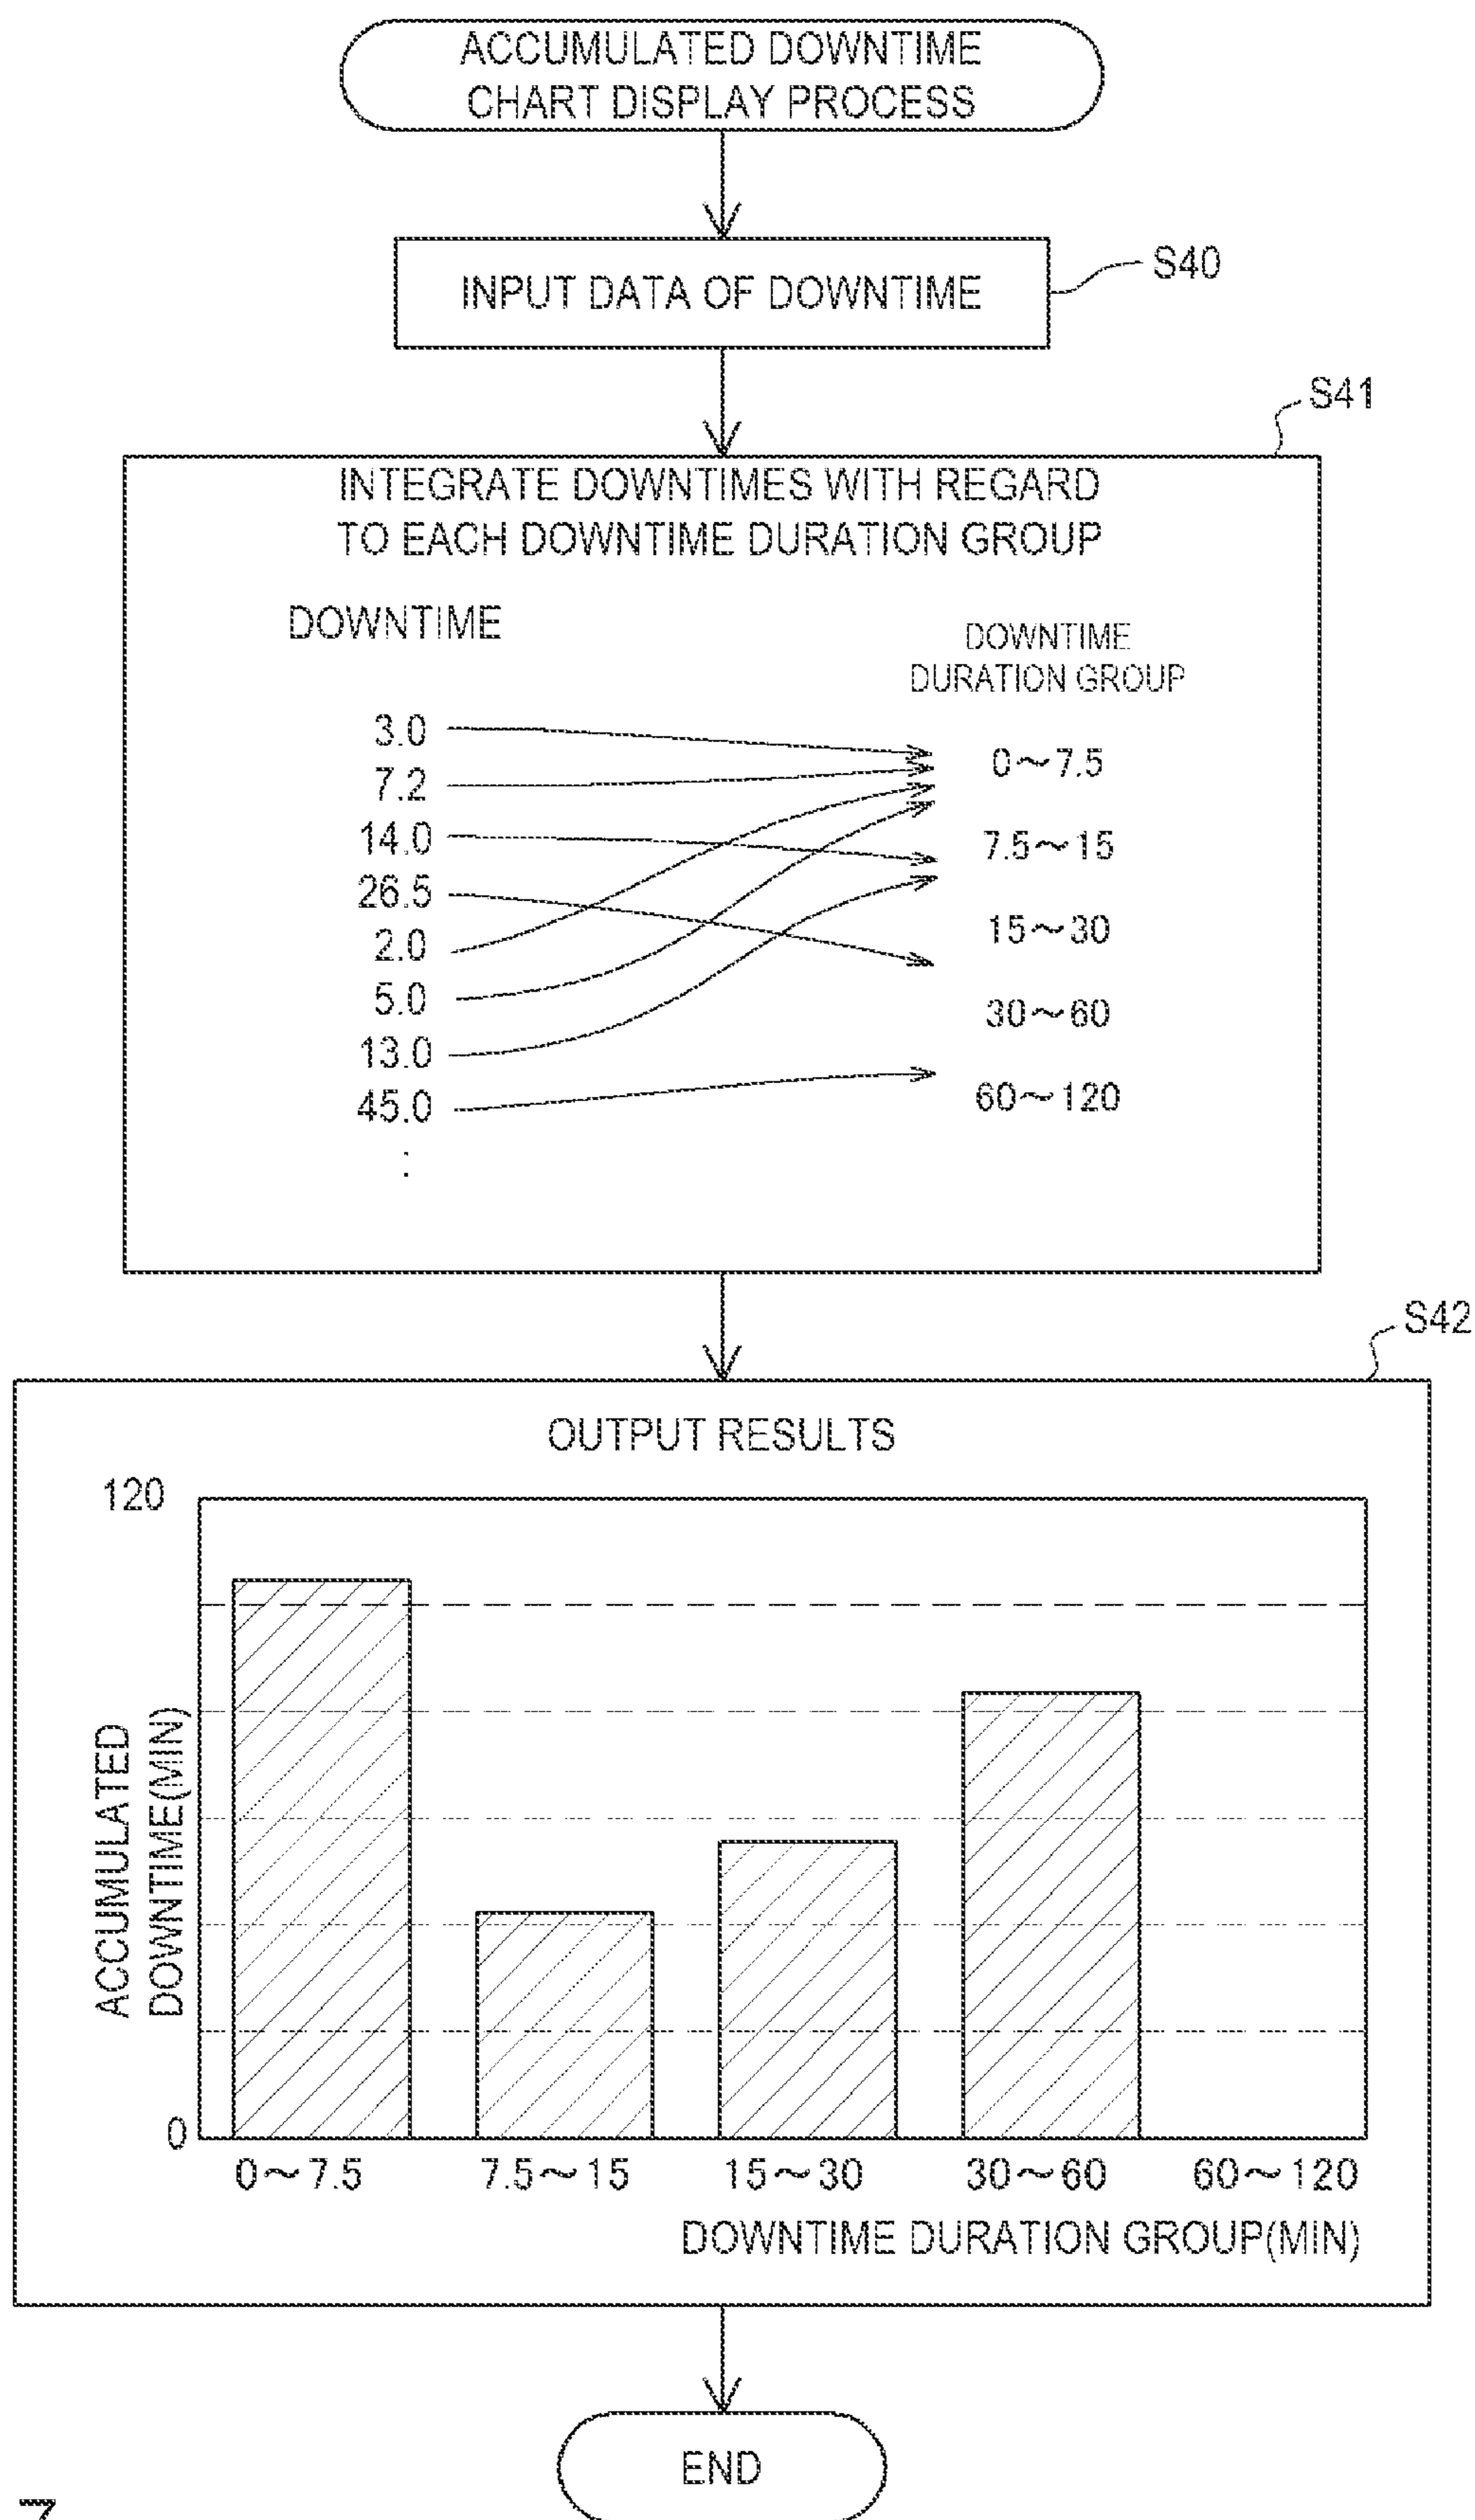 ACCUMULATED DOWNTIME
CHART DISPLAY PROCESS
INPUT DATA OF DOWNTIME
S40
S41
INTEGRATE DOWNTIMES WITH REGARD
TO EACH DOWNTIME DURATION GROUP
DOWNTIME
DOWNTIME
DURATION GROUP
3.0
7.2
14.0
26.5
2.0
5.0
13.0
45.0
:
0～7.5
7.5～15
15～30
30～60
60～120
S42
OUTPUT RESULTS
120
ACCUMULATED
DOWNTIME(MIN)
0
0～7.5 7.5～15 15～30 30～60 60～120
DOWNTIME DURATION GROUP(MIN)
END